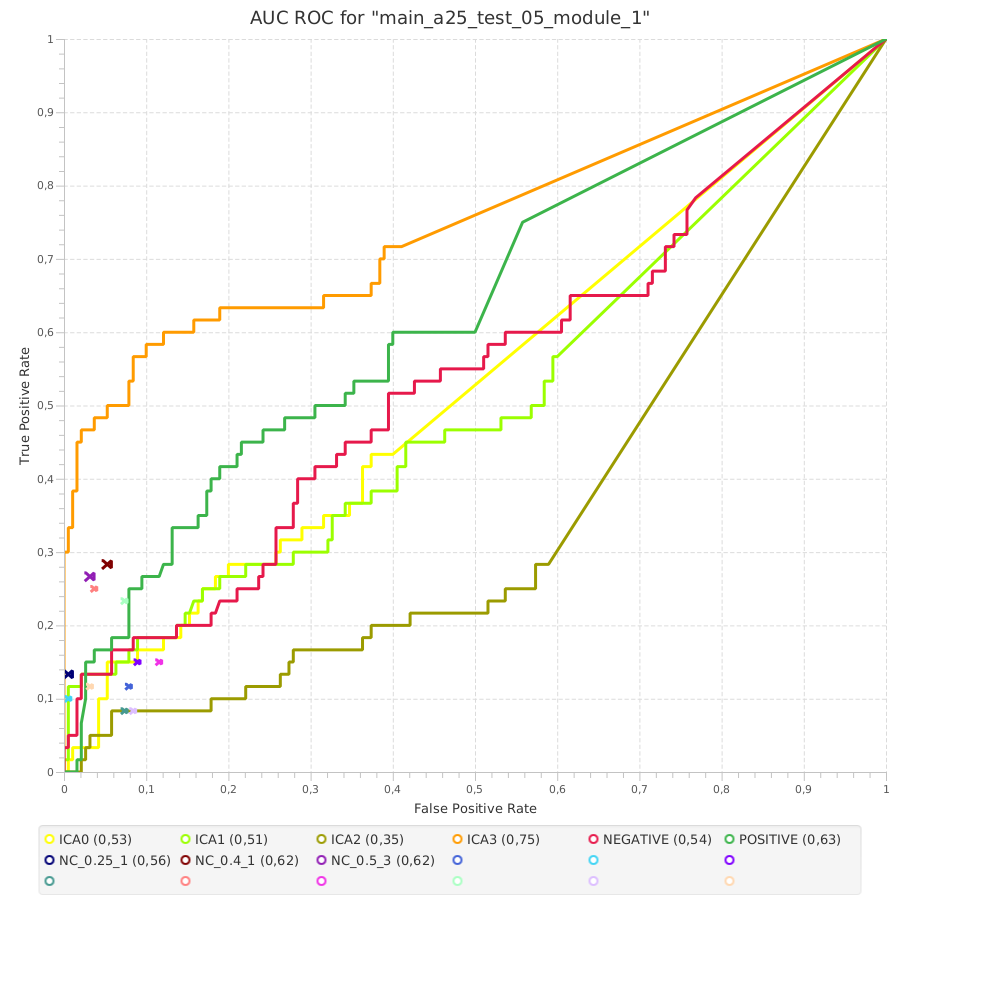 AUC ROC for "main_a25_test_05_module_1"
1
0,9
0,8
0,7
0,6
0,5
0,4
0,3
0,2
0,1
0
True Positive Rate
0 0,1 0,2 0,3 0,4 0,5 0,6 0,7 0,8 0,9 1
False Positive Rate
ICA0 (0,53) ICA1 (0,51) ICA2 (0,35) ICA3 (0,75) NEGATIVE (0,54) POSITIVE (0,63)
NC_0.25_1 (0,56) NC_0.4_1 (0,62) NC_0.5_3 (0,62)